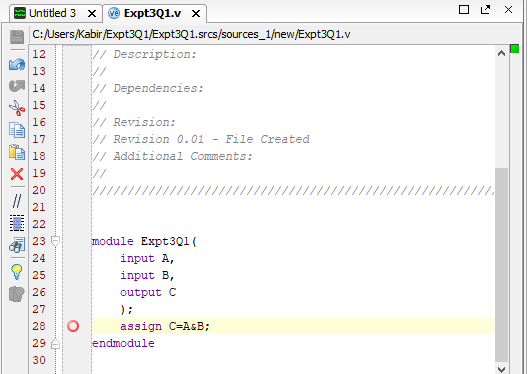 Untitled 3
Expt3Q1.v
C:/Users/Kabir/Expt3Q1/Expt3Q1.srcs/sources_1/new/Expt3Q1.v
12 // Description:
13 //
14 // Dependencies:
15 //
16 // Revision:
17 // Revision 0.01 - File Created
18 // Additional Comments:
19 //
20 //////////////////////////////////////////////////////////
21
22
23 module Expt3Q1(
24     input A,
25     input B,
26     output C
27     );
28     assign C=A&B;
29 endmodule
30